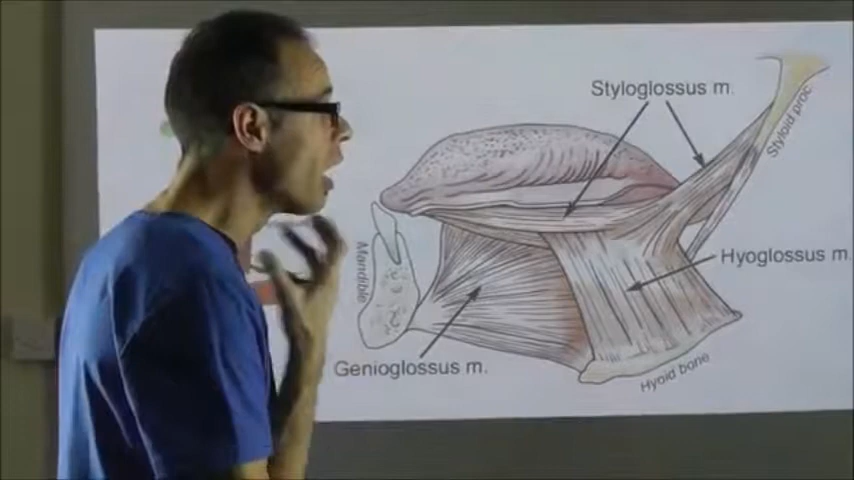 Styloglossus m.
Styloid proc.
Mandible
Hyoglossus m.
Genioglossus m.
Hyoid bone